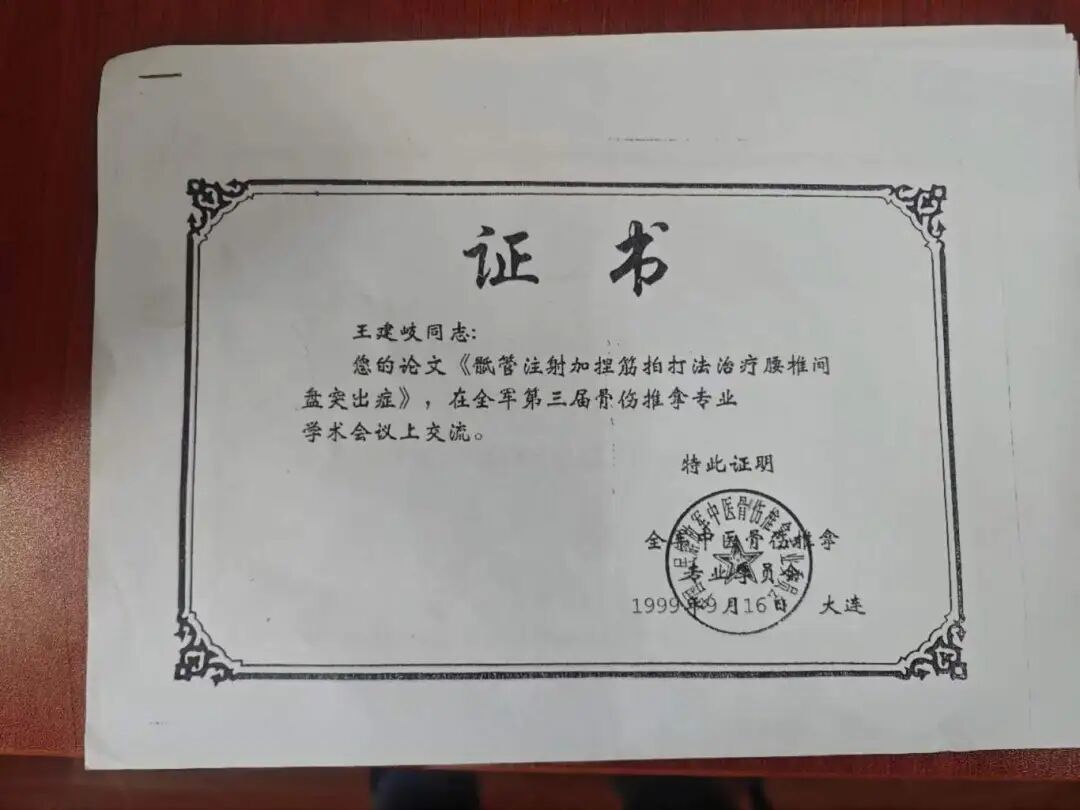 证书
王建岐同志:
您的论文《骶管注射加捏筋拍打法治疗腰椎间
盘突出症》,在全军第三届骨伤推拿专业
学术会议上交流。
特此证明
全军中医骨伤推拿
专业委员会
1999年9月16日 大连